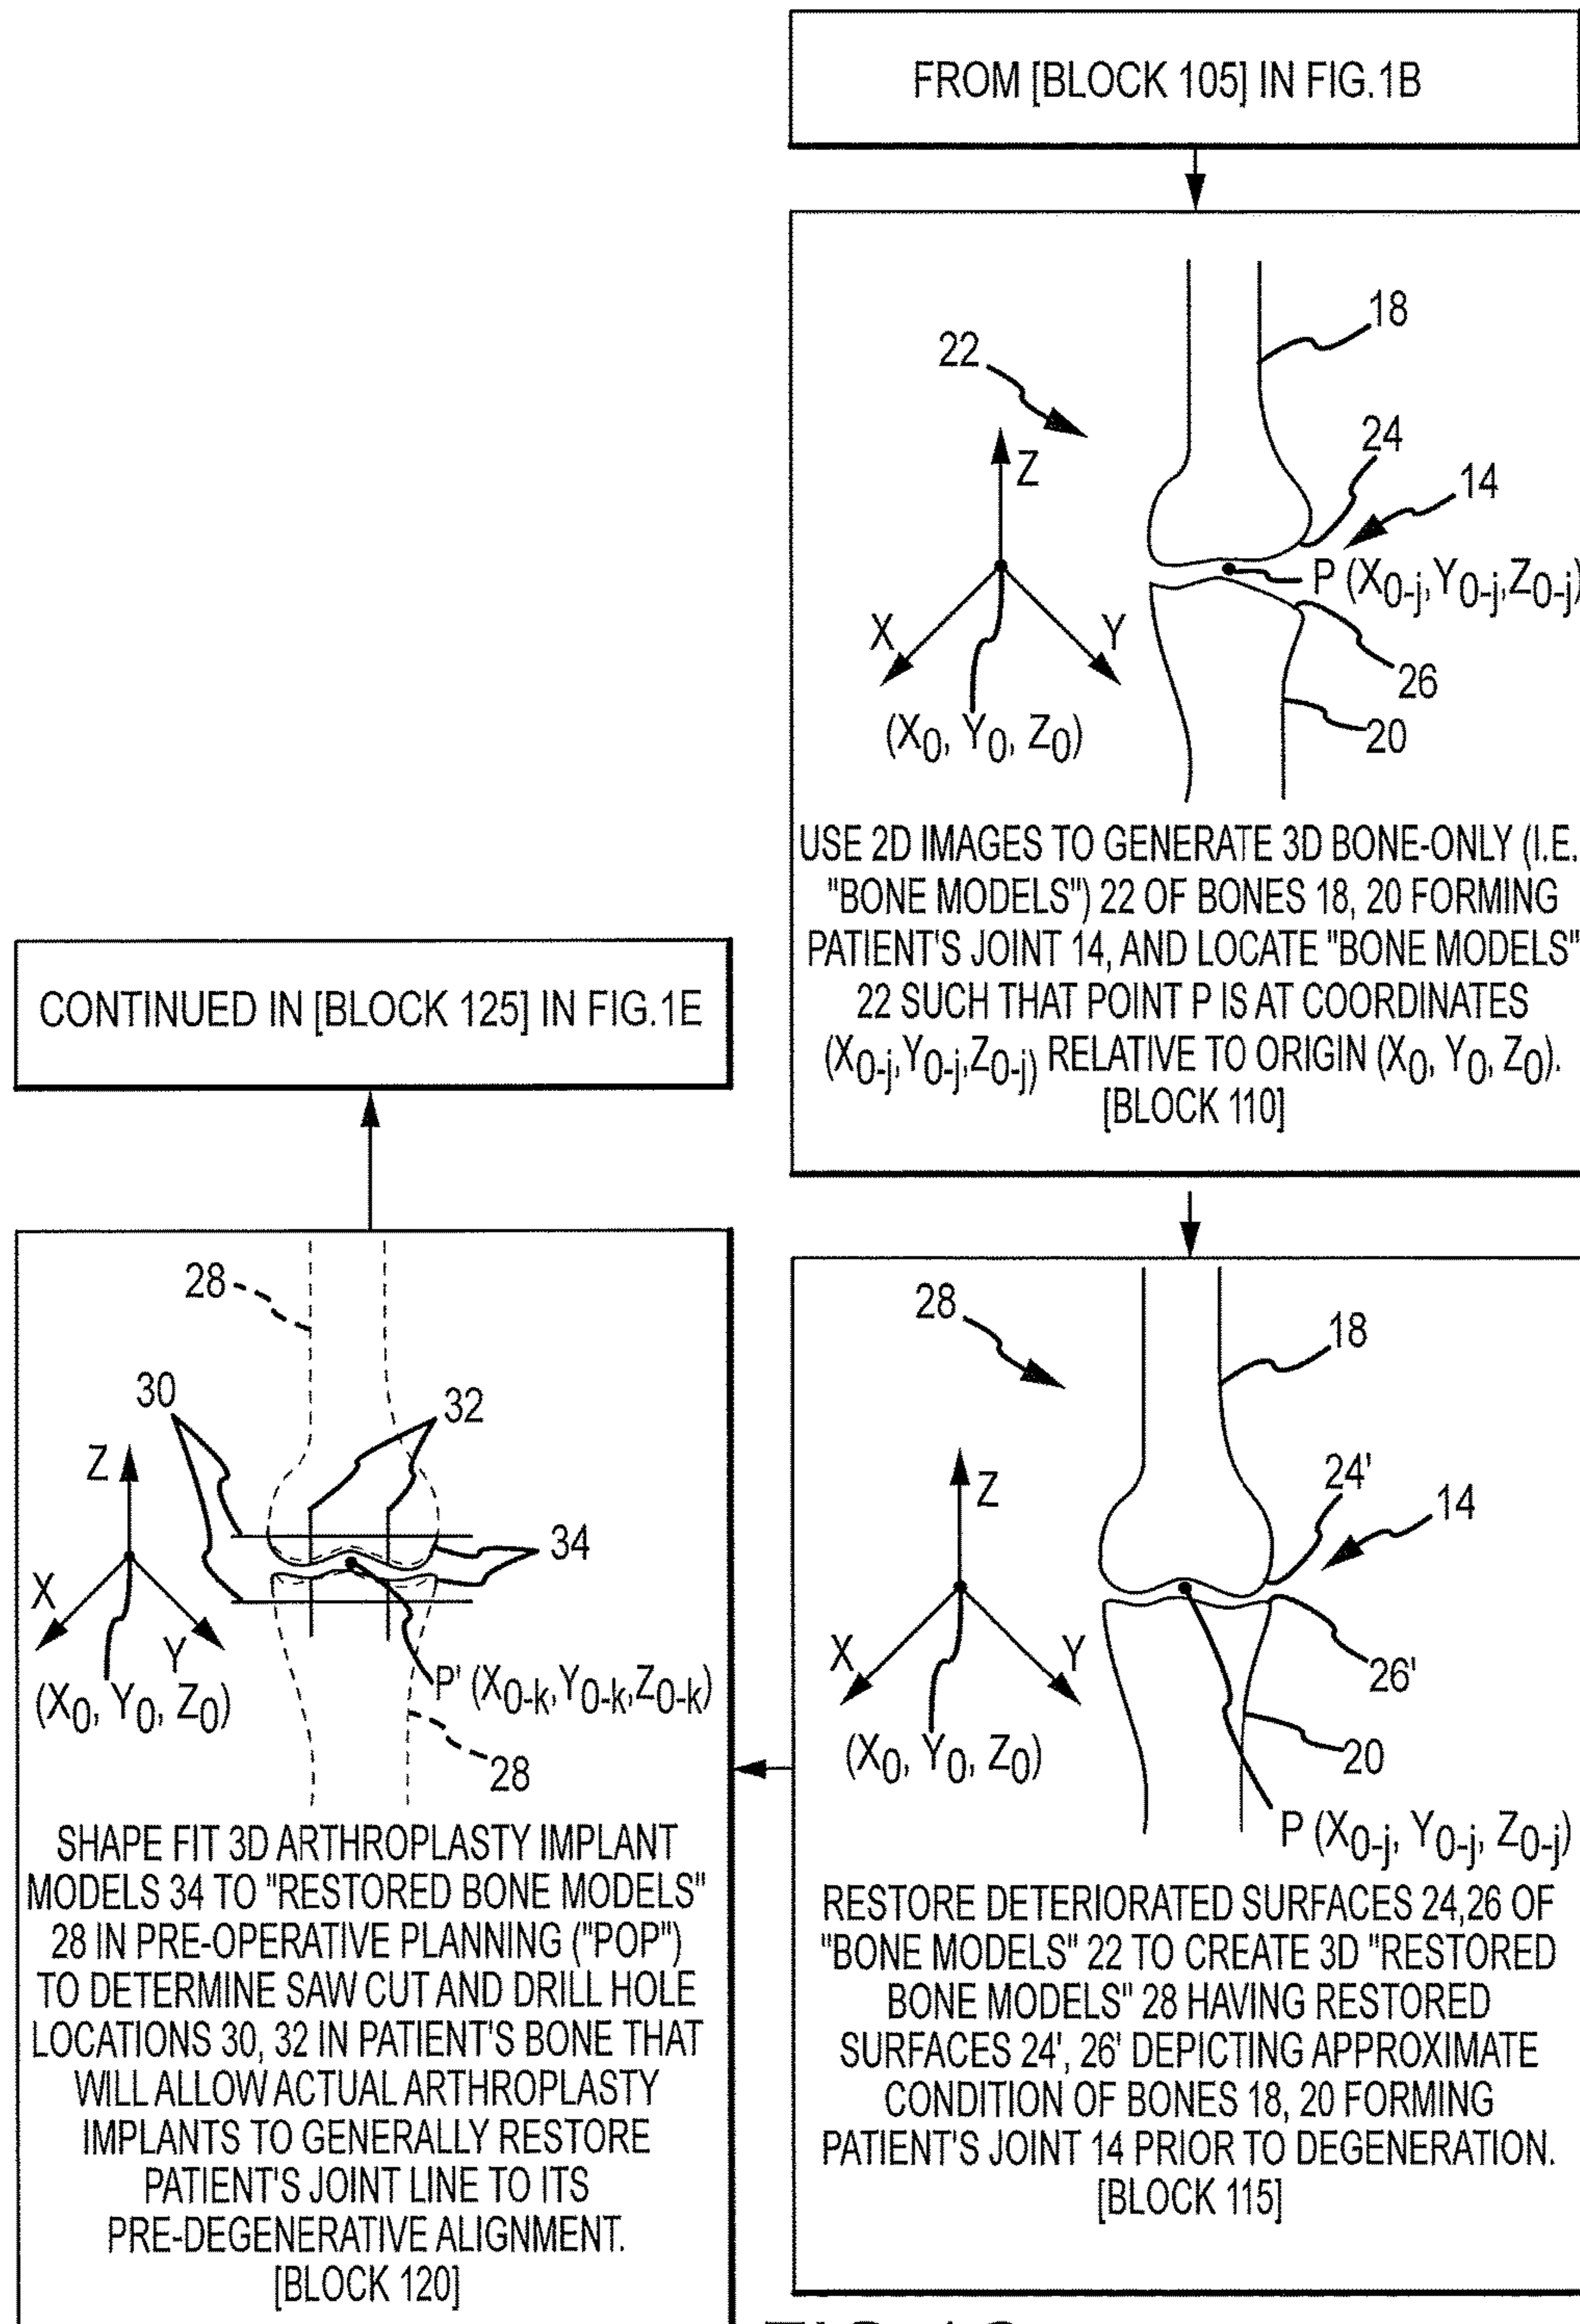 FROM [BLOCK 105] IN FIG.1B
18
22
24
Z
14
P (X0-j,Y0-j,Z0-j)
X
Y
26
(X0, Y0, Z0)
20
USE 2D IMAGES TO GENERATE 3D BONE-ONLY (I.E.
"BONE MODELS") 22 OF BONES 18, 20 FORMING
PATIENT'S JOINT 14, AND LOCATE "BONE MODELS"
22 SUCH THAT POINT P IS AT COORDINATES
(X0-j,Y0-j,Z0-j) RELATIVE TO ORIGIN (X0, Y0, Z0).
[BLOCK 110]
28
18
Z
24'
14
X
Y
26'
(X0, Y0, Z0)
20
P (X0-j, Y0-j, Z0-j)
RESTORE DETERIORATED SURFACES 24,26 OF
"BONE MODELS" 22 TO CREATE 3D "RESTORED
BONE MODELS" 28 HAVING RESTORED
SURFACES 24', 26' DEPICTING APPROXIMATE
CONDITION OF BONES 18, 20 FORMING
PATIENT'S JOINT 14 PRIOR TO DEGENERATION.
[BLOCK 115]
28
30
32
Z
34
X
Y
P' (X0-k,Y0-k,Z0-k)
(X0, Y0, Z0)
28
SHAPE FIT 3D ARTHROPLASTY IMPLANT
MODELS 34 TO "RESTORED BONE MODELS"
28 IN PRE-OPERATIVE PLANNING ("POP")
TO DETERMINE SAW CUT AND DRILL HOLE
LOCATIONS 30, 32 IN PATIENT'S BONE THAT
WILL ALLOW ACTUAL ARTHROPLASTY
IMPLANTS TO GENERALLY RESTORE
PATIENT'S JOINT LINE TO ITS
PRE-DEGENERATIVE ALIGNMENT.
[BLOCK 120]
CONTINUED IN [BLOCK 125] IN FIG.1E